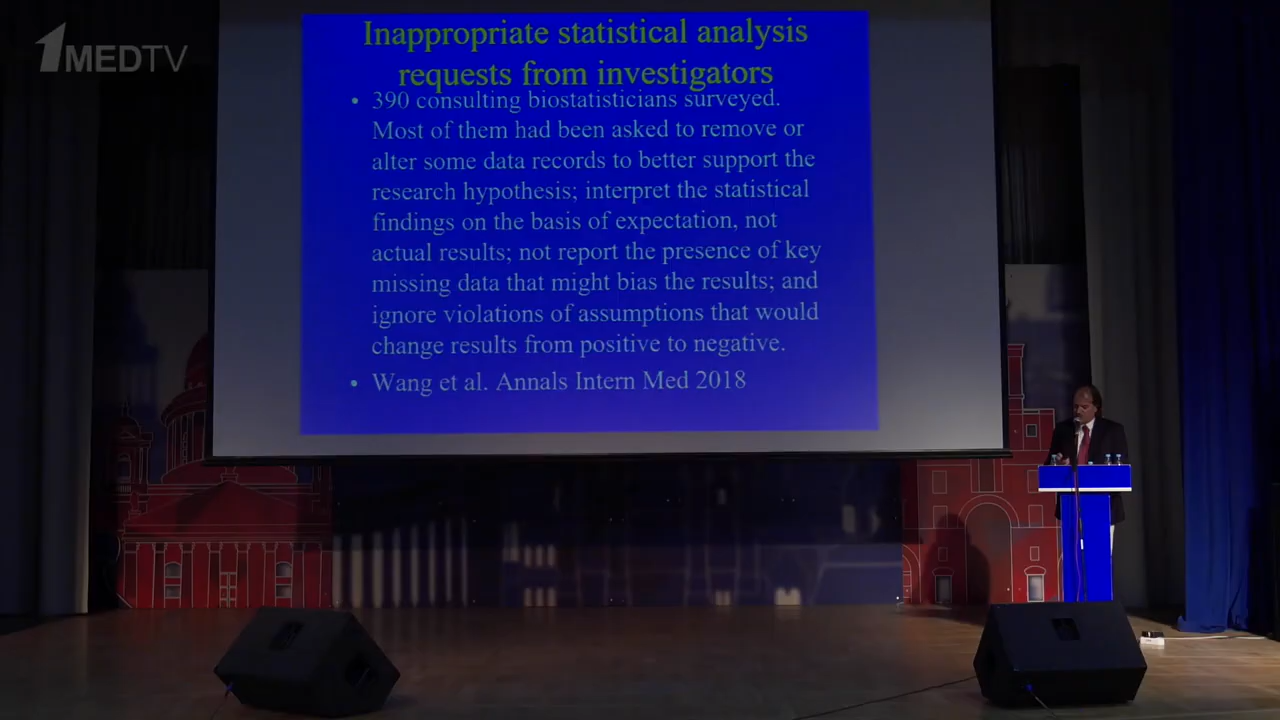 1MEDTV
Inappropriate statistical analysis
requests from investigators
• 390 consulting biostatisticians surveyed.
Most of them had been asked to remove or
alter some data records to better support the
research hypothesis; interpret the statistical
findings on the basis of expectation, not
actual results; not report the presence of key
missing data that might bias the results; and
ignore violations of assumptions that would
change results from positive to negative.
• Wang et al. Annals Intern Med 2018